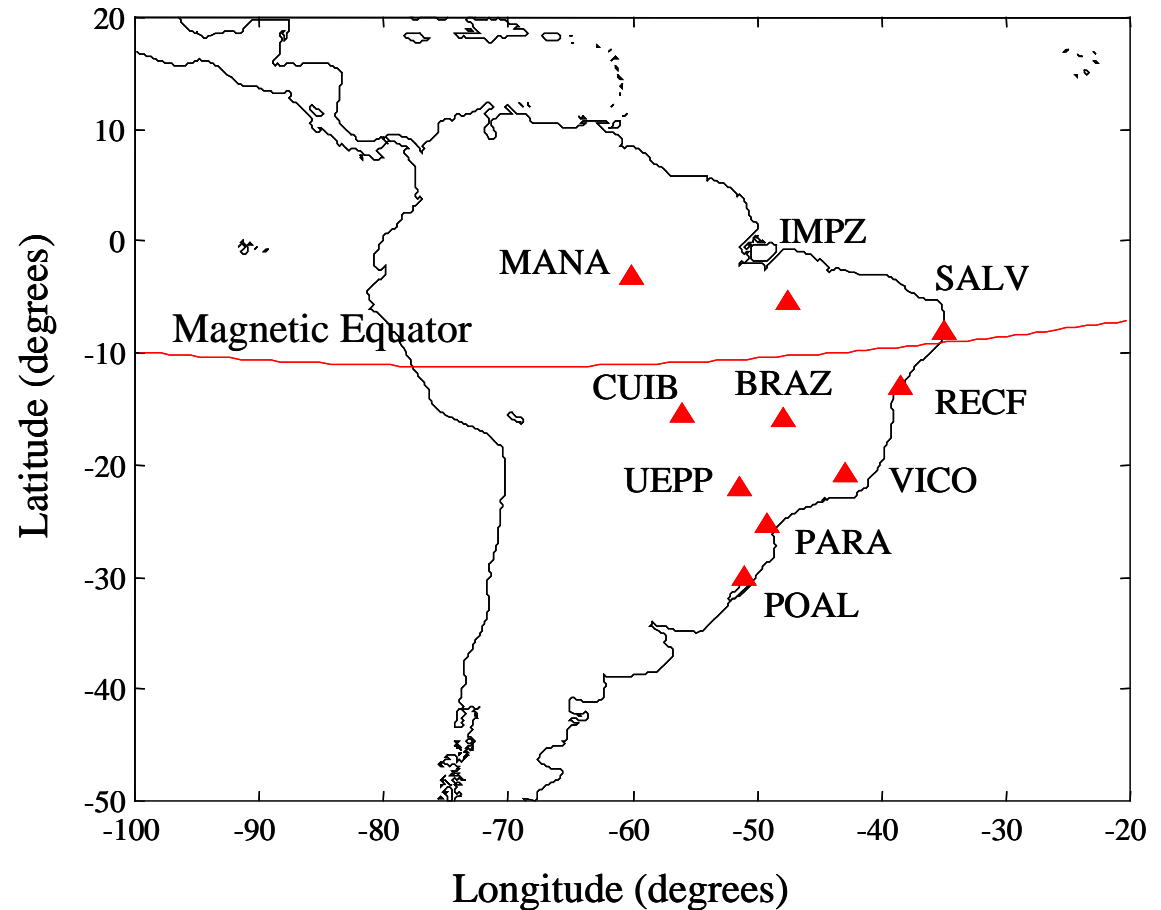 20
10
0
-10
-20
-30
-40
-50
Latitude (degrees)
IMPZ
MANA
SALV
Magnetic Equator
CUIB
BRAZ
RECF
UEPP
VICO
PARA
POAL
-100
-90
-80
-70
-60
-50
-40
-30
-20
Longitude (degrees)